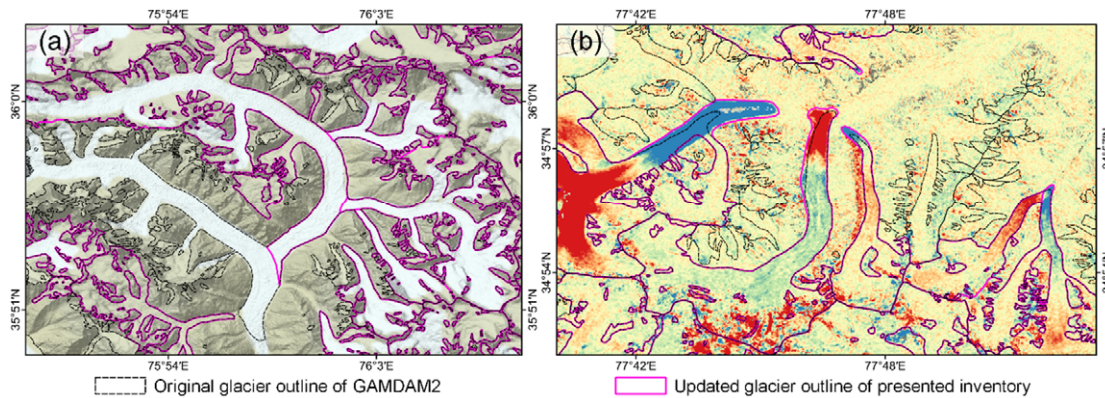 75°54'E 76°3'E 77°42'E 77°48'E
(a) (b)
36°0'N 36°0'N 34°57'N 34°57'N
35°51'N 35°51'N 34°54'N
75°54'E 76°3'E 77°42'E 77°48'E
Original glacier outline of GAMDAM2 Updated glacier outline of presented inventory